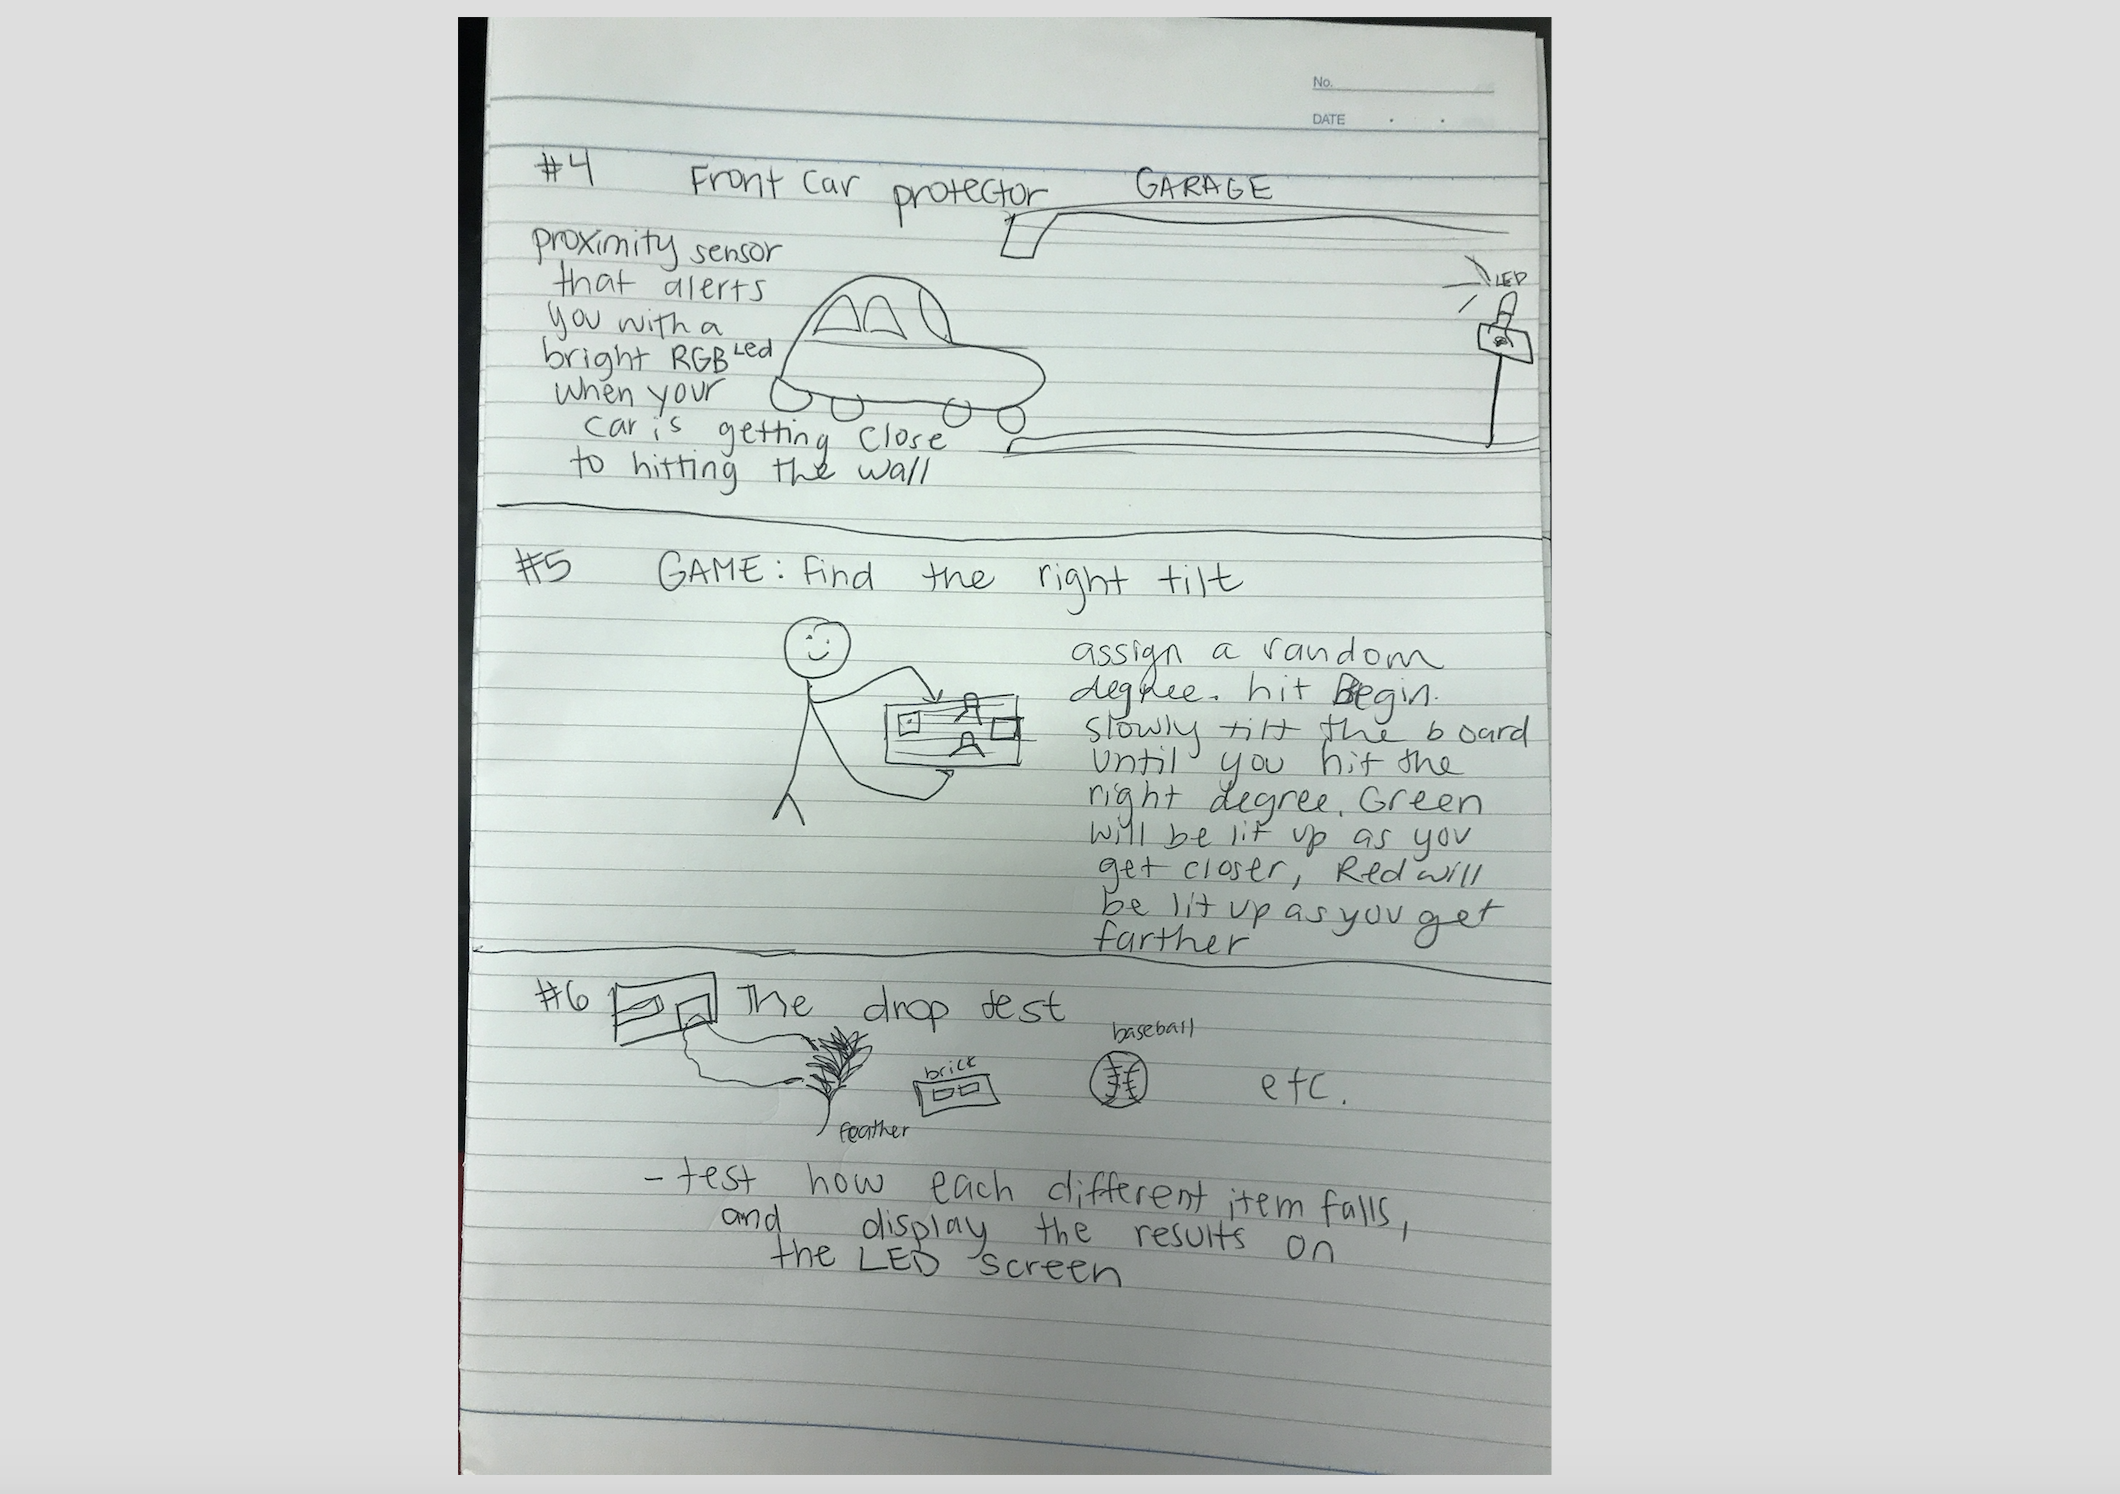 No.
DATE
#4 Front Car protector GARAGE
proximity sensor
that alerts
you with a
bright RGB Led
when your
car is getting close
to hitting the wall
LED
#5 GAME: Find the right tilt
assign a random
degree. hit Begin.
slowly tilt the board
until you hit the
right degree. Green
will be lit up as you
get closer, Red will
be lit up as you get
farther
#6 The drop test
baseball
brick
etc.
feather
- test how each different item falls,
and display the results on
the LED screen